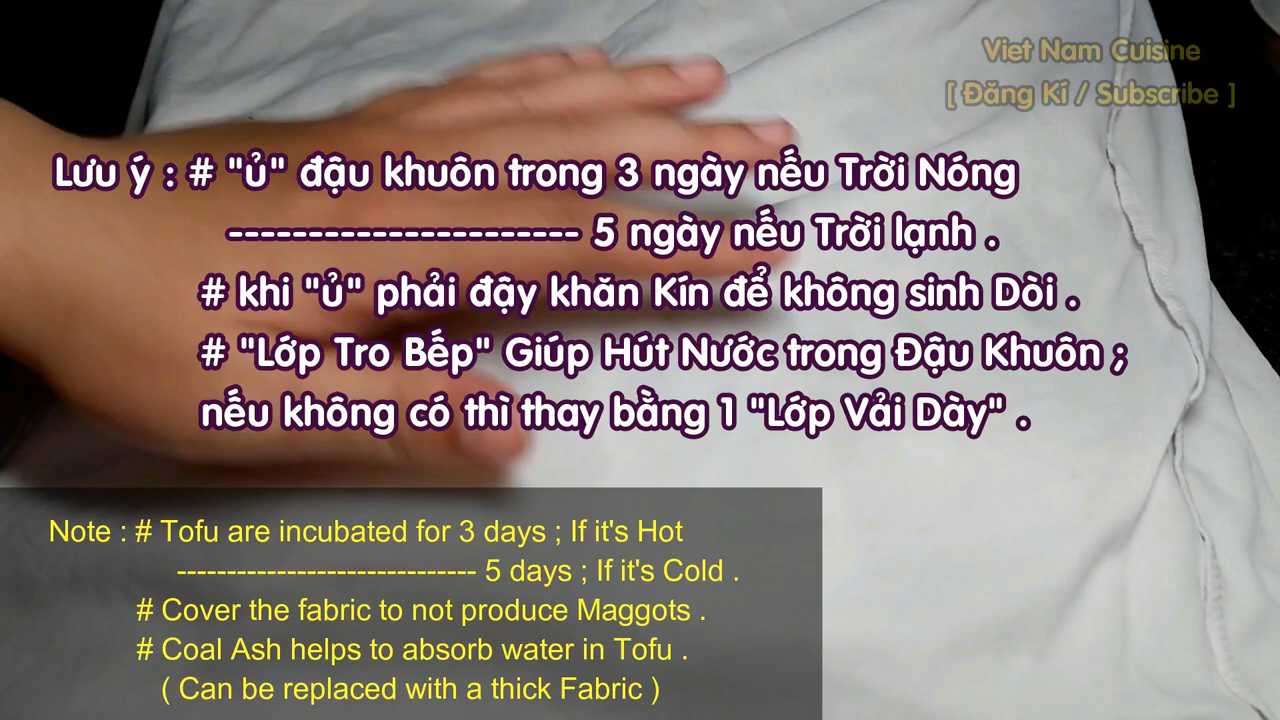 Viet Nam Cuisine
[ Đăng Kí / Subscribe ]
Lưu ý : # "ủ" đậu khuôn trong 3 ngày nếu Trời Nóng
----------------------- 5 ngày nếu Trời lạnh .
# khi "ủ" phải đậy khăn Kín để không sinh Dòi .
# "Lớp Tro Bếp" Giúp Hút Nước trong Đậu Khuôn ;
nếu không có thì thay bằng 1 "Lớp Vải Dày" .
Note : # Tofu are incubated for 3 days ; If it's Hot
------------------------------ 5 days ; If it's Cold .
# Cover the fabric to not produce Maggots .
# Coal Ash helps to absorb water in Tofu .
( Can be replaced with a thick Fabric )